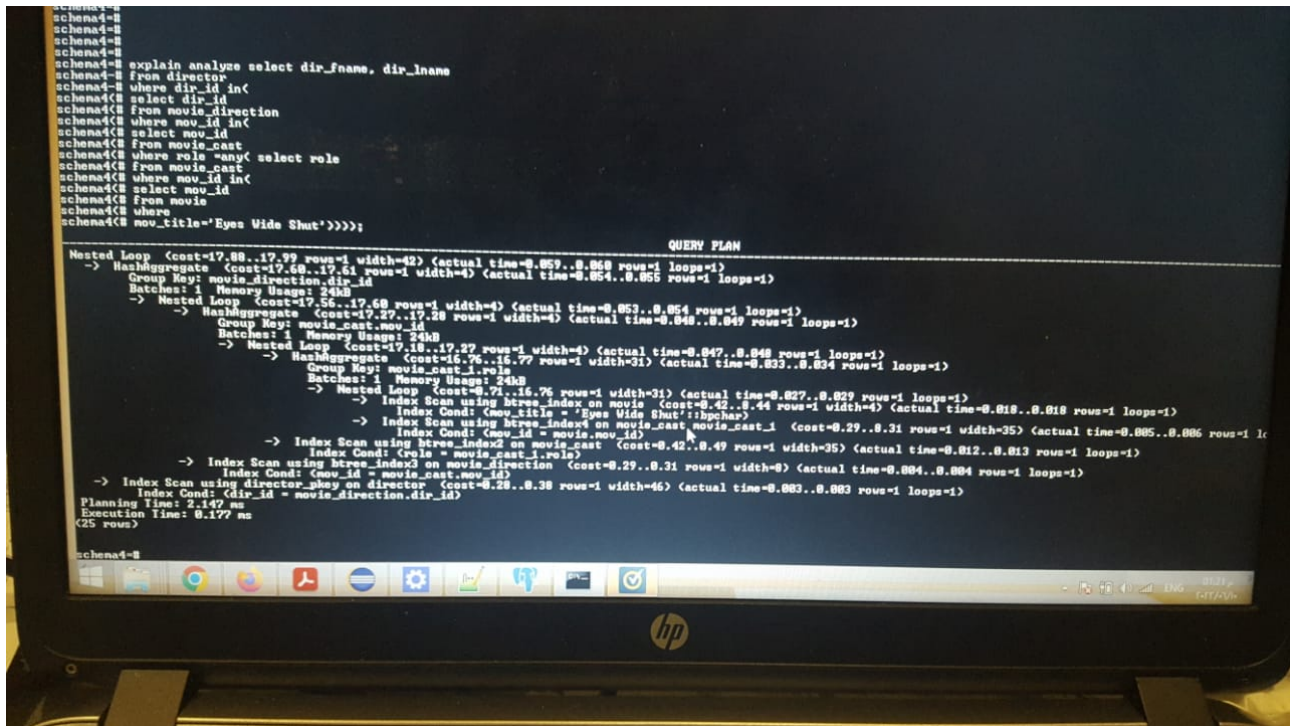 schema4=#
schema4=#
schema4=#
schema4=#
schema4=#
schema4=# explain analyze select dir_fname, dir_lname
schema4-# from director
schema4-# where dir_id in(
schema4(# select dir_id
schema4(# from movie_direction
schema4(# where mov_id in(
schema4(# select mov_id
schema4(# from movie_cast
schema4(# where role =any( select role
schema4(# from movie_cast
schema4(# where mov_id in(
schema4(# select mov_id
schema4(# from movie
schema4(# where
schema4(# mov_title='Eyes Wide Shut'))));
QUERY PLAN
Nested Loop (cost=17.88..17.99 rows=1 width=42) (actual time=0.059..0.060 rows=1 loops=1)
-> HashAggregate (cost=17.60..17.61 rows=1 width=4) (actual time=0.054..0.055 rows=1 loops=1)
Group Key: movie_direction.dir_id
Batches: 1 Memory Usage: 24kB
-> Nested Loop (cost=17.56..17.60 rows=1 width=4) (actual time=0.053..0.054 rows=1 loops=1)
-> HashAggregate (cost=17.27..17.28 rows=1 width=4) (actual time=0.048..0.049 rows=1 loops=1)
Group Key: movie_cast.mov_id
Batches: 1 Memory Usage: 24kB
-> Nested Loop (cost=17.18..17.27 rows=1 width=4) (actual time=0.047..0.048 rows=1 loops=1)
-> HashAggregate (cost=16.76..16.77 rows=1 width=31) (actual time=0.033..0.034 rows=1 loops=1)
Group Key: movie_cast_1.role
Batches: 1 Memory Usage: 24kB
-> Nested Loop (cost=0.71..16.76 rows=1 width=31) (actual time=0.027..0.029 rows=1 loops=1)
-> Index Scan using btree_index on movie (cost=0.42..8.44 rows=1 width=4) (actual time=0.018..0.018 rows=1 loops=1)
Index Cond: (mov_title = 'Eyes Wide Shut'::bpchar)
-> Index Scan using btree_index4 on movie_cast movie_cast_1 (cost=0.29..8.31 rows=1 width=35) (actual time=0.005..0.006 rows=1 lo
Index Cond: (mov_id = movie.mov_id)
-> Index Scan using btree_index2 on movie_cast (cost=0.42..0.49 rows=1 width=35) (actual time=0.012..0.013 rows=1 loops=1)
Index Cond: (role = movie_cast_1.role)
-> Index Scan using btree_index3 on movie_direction (cost=0.29..0.31 rows=1 width=8) (actual time=0.004..0.004 rows=1 loops=1)
Index Cond: (mov_id = movie_cast.mov_id)
-> Index Scan using director_pkey on director (cost=0.28..0.38 rows=1 width=46) (actual time=0.003..0.003 rows=1 loops=1)
Index Cond: (dir_id = movie_direction.dir_id)
Planning Time: 2.147 ms
Execution Time: 0.177 ms
(25 rows)
schema4=#
ENG
hp